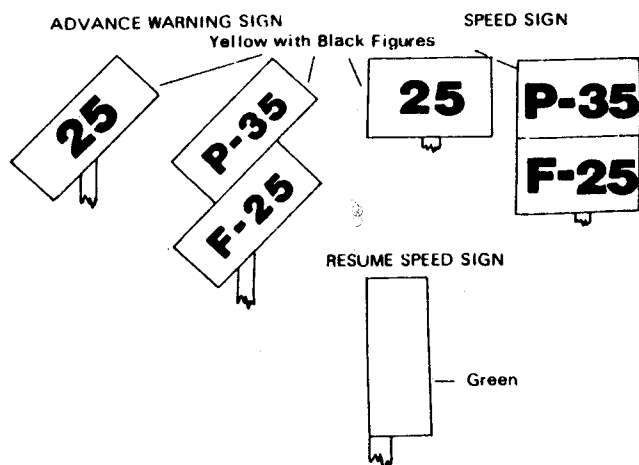 ADVANCE WARNING SIGN
SPEED SIGN
Yellow with Black Figures
25
P-35
F-25
25
P-35
F-25
RESUME SPEED SIGN
Green